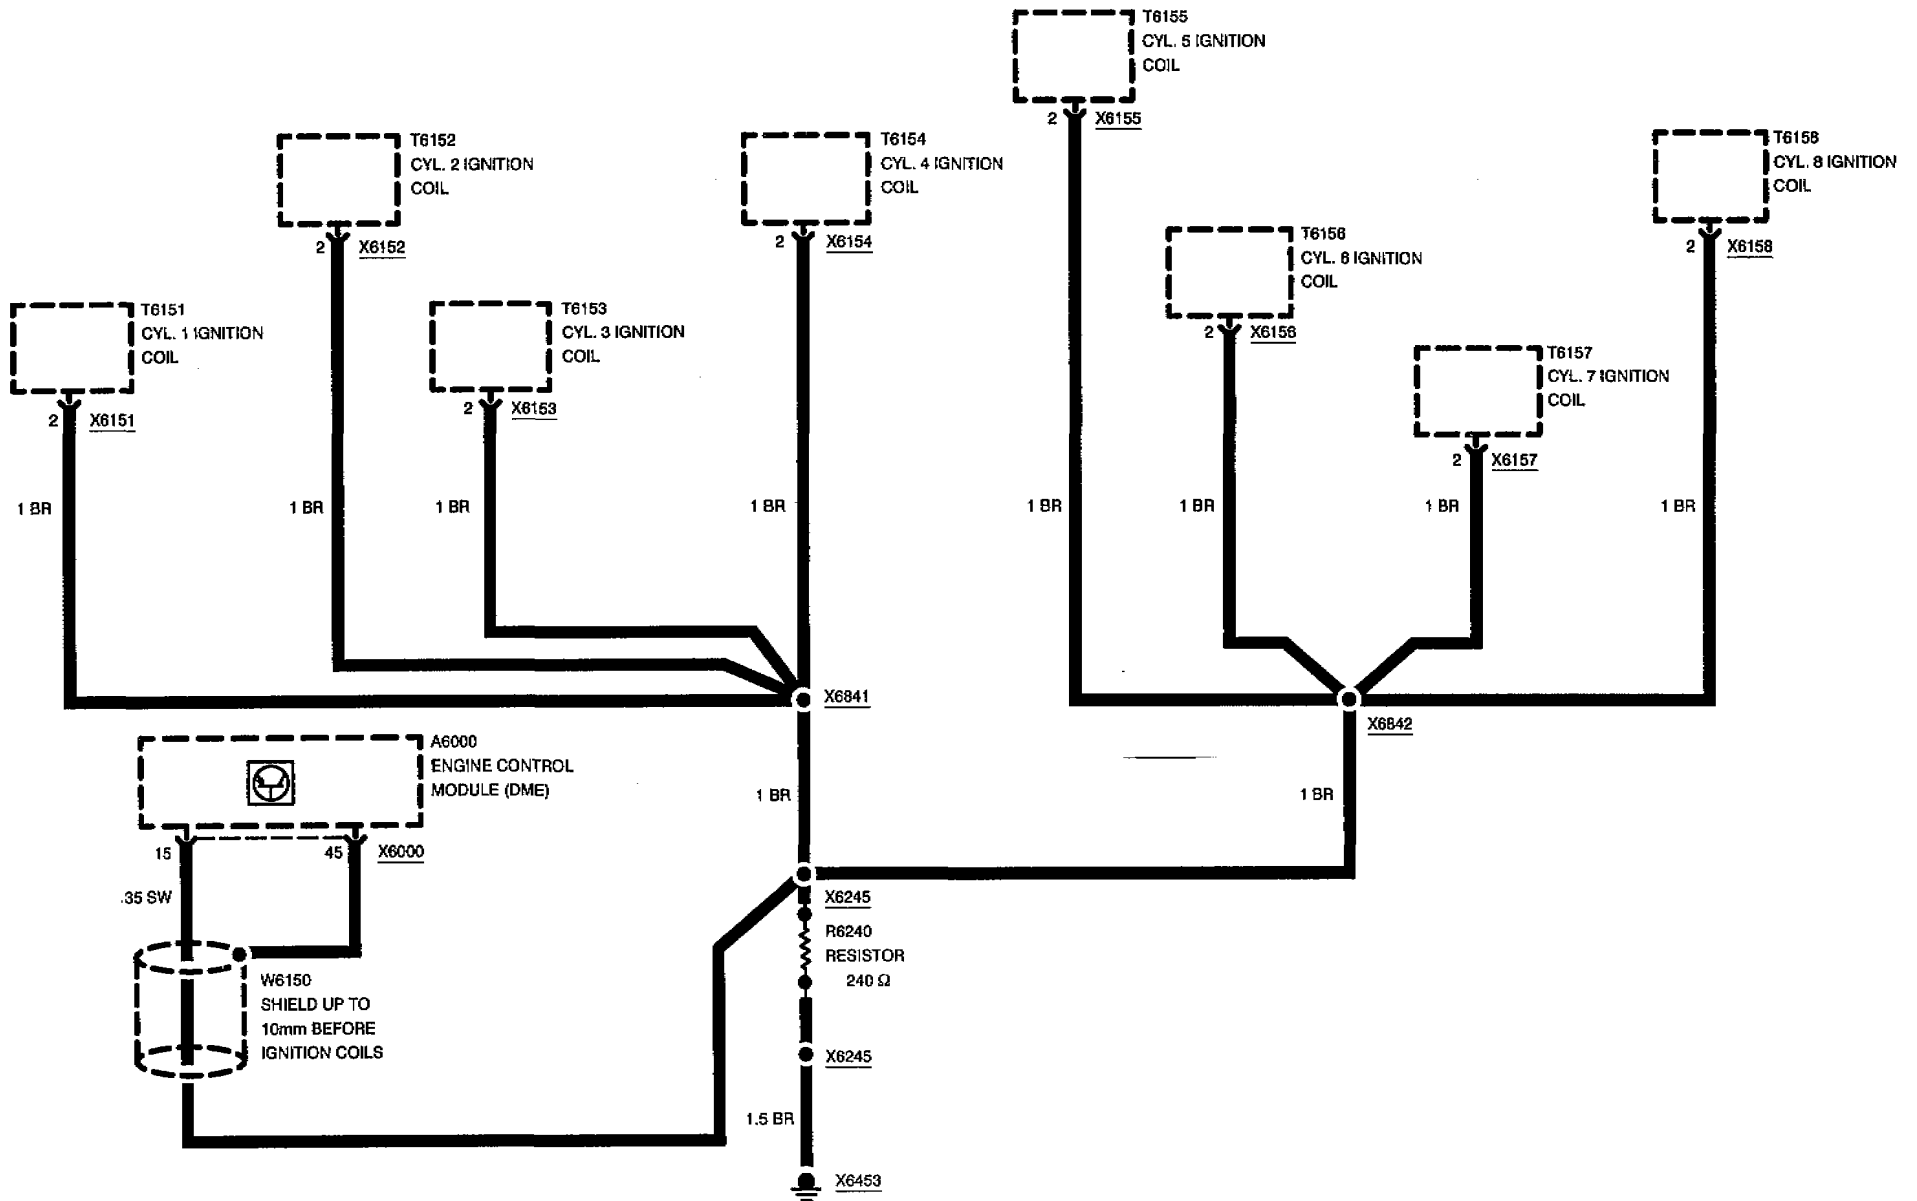 T6155
CYL. 5 IGNITION
COIL
2
X6155
T6152
CYL. 2 IGNITION
COIL
2
X6152
T6154
CYL. 4 IGNITION
COIL
2
X6154
T6158
CYL. 8 IGNITION
COIL
2
X6158
T6156
CYL. 6 IGNITION
COIL
2
X6156
T6151
CYL. 1 IGNITION
COIL
2
X6151
T6153
CYL. 3 IGNITION
COIL
2
X6153
T6157
CYL. 7 IGNITION
COIL
2
X6157
1 BR
1 BR
1 BR
1 BR
1 BR
1 BR
1 BR
1 BR
X6841
X6842
A6000
ENGINE CONTROL
MODULE (DME)
1 BR
1 BR
15
45
X6000
.35 SW
X6245
R6240
RESISTOR
240 Ω
W6150
SHIELD UP TO
10mm BEFORE
IGNITION COILS
X6245
1.5 BR
X6453